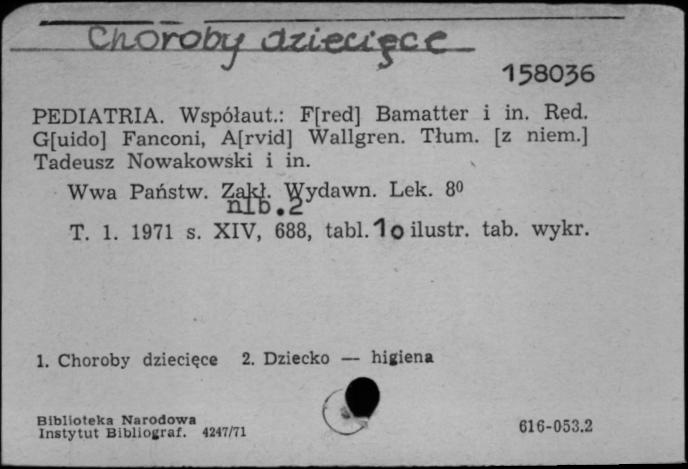 Choroby dziecięce
158036
PEDIATRIA. Współaut.: F[red] Bamatter i in. Red.
G[uido] Fanconi, A[rvid] Wallgren. Tłum. [z niem.]
Tadeusz Nowakowski i in.
Wwa Państw. Zakł. Wydawn. Lek. 8⁰
nlb.2
T. 1. 1971 s. XIV, 688, tabl. 10 ilustr. tab. wykr.
1. Choroby dziecięce 2. Dziecko — higiena
Biblioteka Narodowa
Instytut Bibliograf. 4247/71
616-053.2